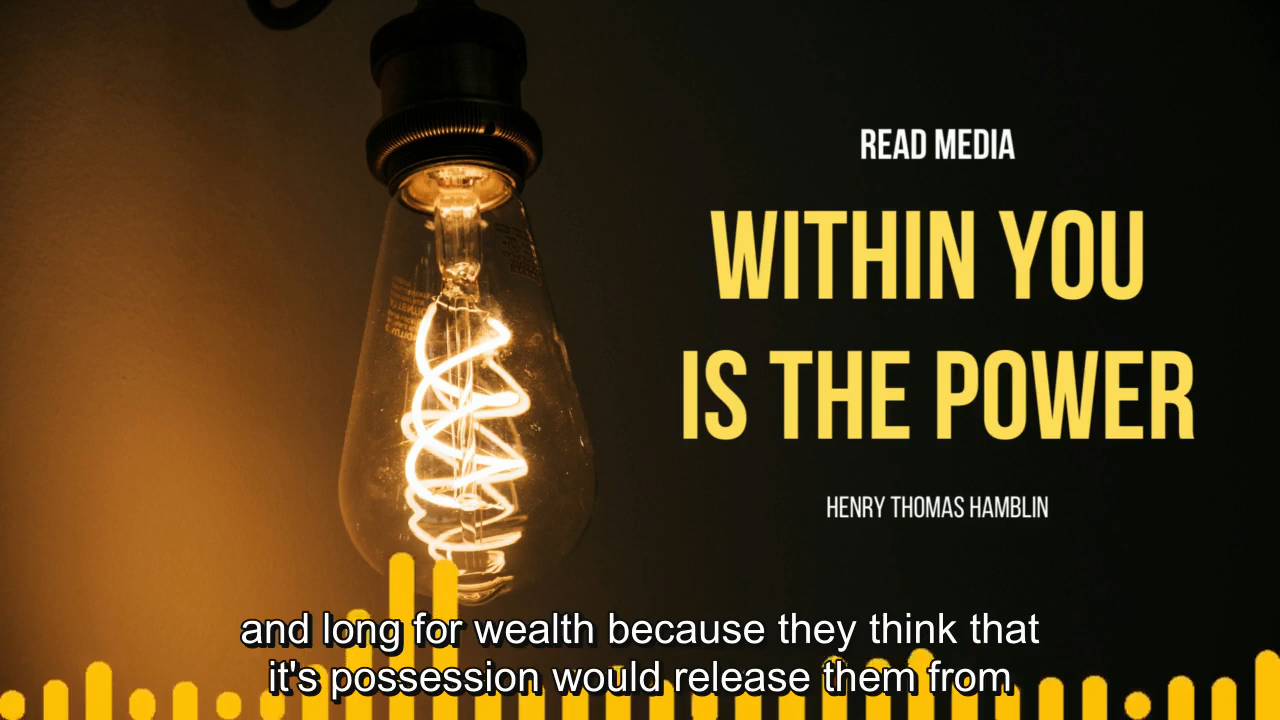 READ MEDIA
WITHIN YOU
IS THE POWER
HENRY THOMAS HAMBLIN
and long for wealth because they think that
it's possession would release them from